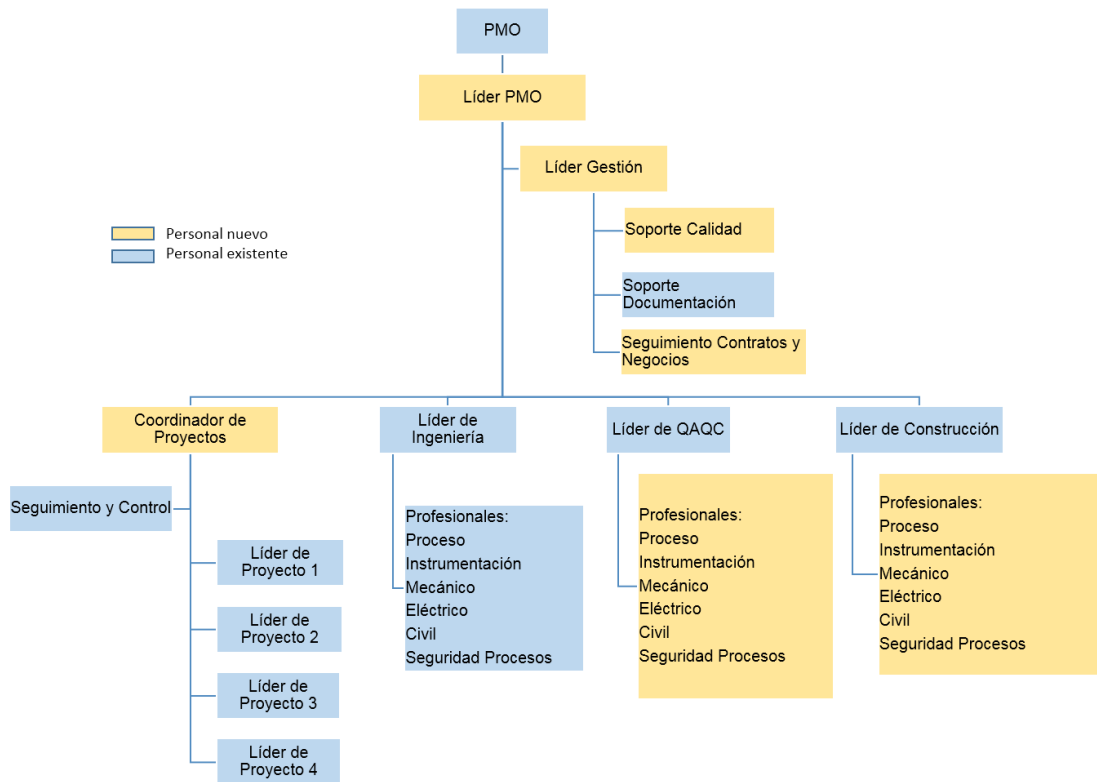 PMO
Líder PMO
Líder Gestión
Soporte Calidad
Soporte
Documentación
Seguimiento Contratos y
Negocios
Personal nuevo
Personal existente
Coordinador de
Proyectos
Líder de
Ingeniería
Líder de QAQC
Líder de Construcción
Seguimiento y Control
Líder de
Proyecto 1
Líder de
Proyecto 2
Líder de
Proyecto 3
Líder de
Proyecto 4
Profesionales:
Proceso
Instrumentación
Mecánico
Eléctrico
Civil
Seguridad Procesos
Profesionales:
Proceso
Instrumentación
Mecánico
Eléctrico
Civil
Seguridad Procesos
Profesionales:
Proceso
Instrumentación
Mecánico
Eléctrico
Civil
Seguridad Procesos